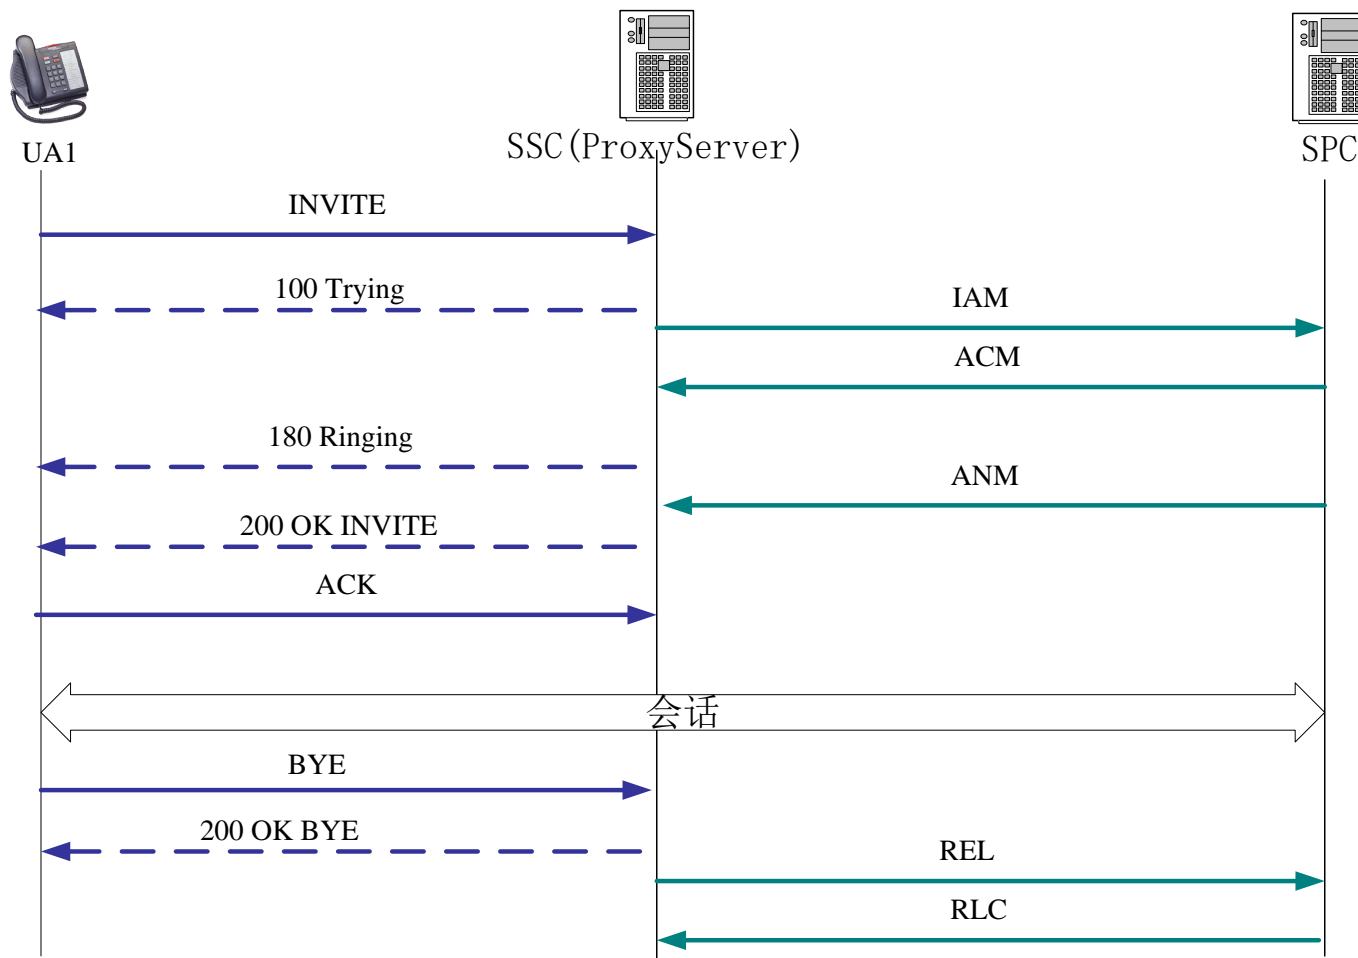 UA1
SSC(ProxyServer)
SPC
INVITE
100 Trying
IAM
ACM
180 Ringing
ANM
200 OK INVITE
ACK
会话
BYE
200 OK BYE
REL
RLC